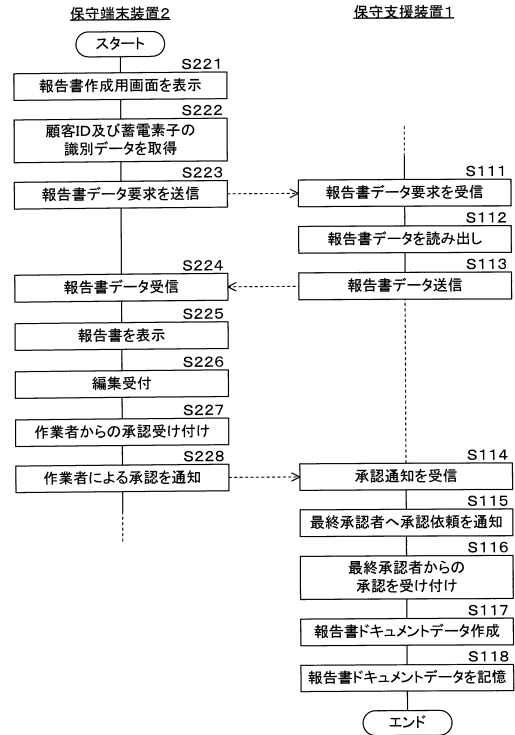 保守端末装置2
スタート
S221
報告書作成用画面を表示
S222
顧客ID及び蓄電素子の
識別データを取得
S223
報告書データ要求を送信
S224
報告書データ受信
S225
報告書を表示
S226
編集受付
S227
作業者からの承認受け付け
S228
作業者による承認を通知
保守支援装置1
S111
報告書データ要求を受信
S112
報告書データを読み出し
S113
報告書データ送信
S114
承認通知を受信
S115
最終承認者へ承認依頼を通知
S116
最終承認者からの
承認を受け付け
S117
報告書ドキュメントデータ作成
S118
報告書ドキュメントデータを記憶
エンド